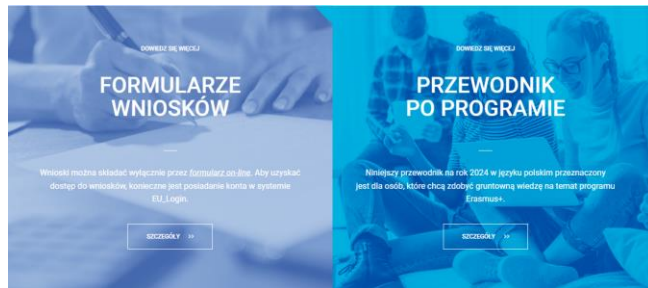 DOWIEDZ SIĘ WIĘCEJ
FORMULARZE
WNIOSKÓW
Wnioski można składać wyłącznie przez formularz on-line. Aby uzyskać
dostęp do wniosków, konieczne jest posiadanie konta w systemie
EU_Login.
SZCZEGÓŁY >>
DOWIEDZ SIĘ WIĘCEJ
PRZEWODNIK
PO PROGRAMIE
Niniejszy przewodnik na rok 2024 w języku polskim przeznaczony
jest dla osób, które chcą zdobyć gruntowną wiedzę na temat programu
Erasmus+.
SZCZEGÓŁY >>